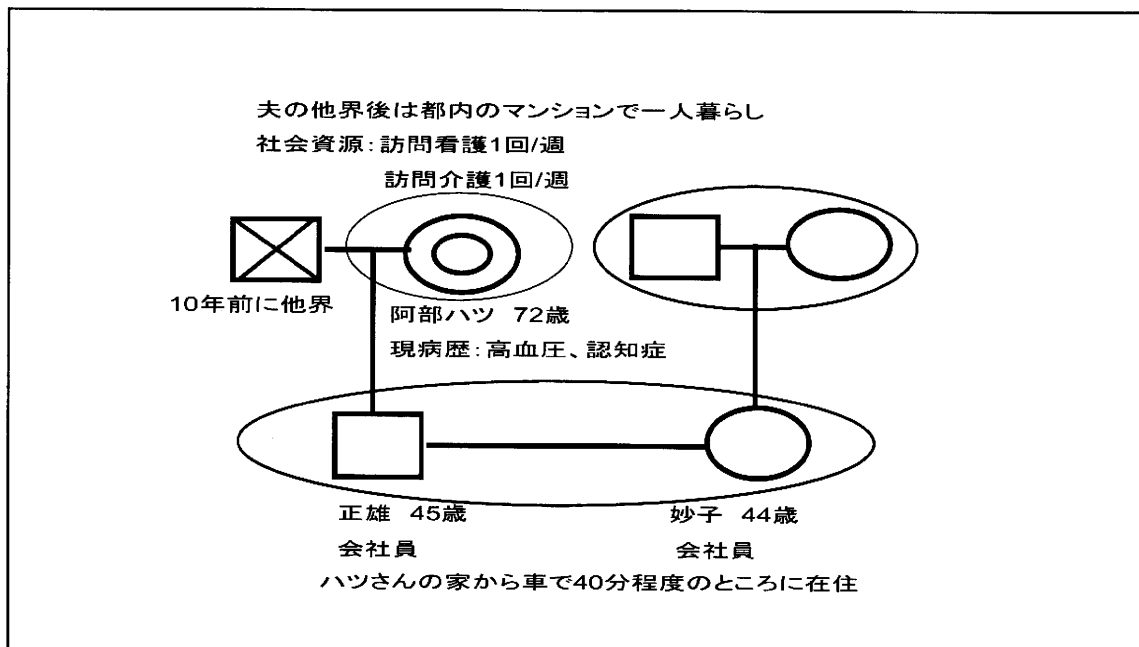 夫の他界後は都内のマンションで一人暮らし
社会資源:訪問看護1回/週
訪問介護1回/週
10年前に他界
阿部ハツ 72歳
現病歴:高血圧、認知症
正雄 45歳
妙子 44歳
会社員
会社員
ハツさんの家から車で40分程度のところに在住